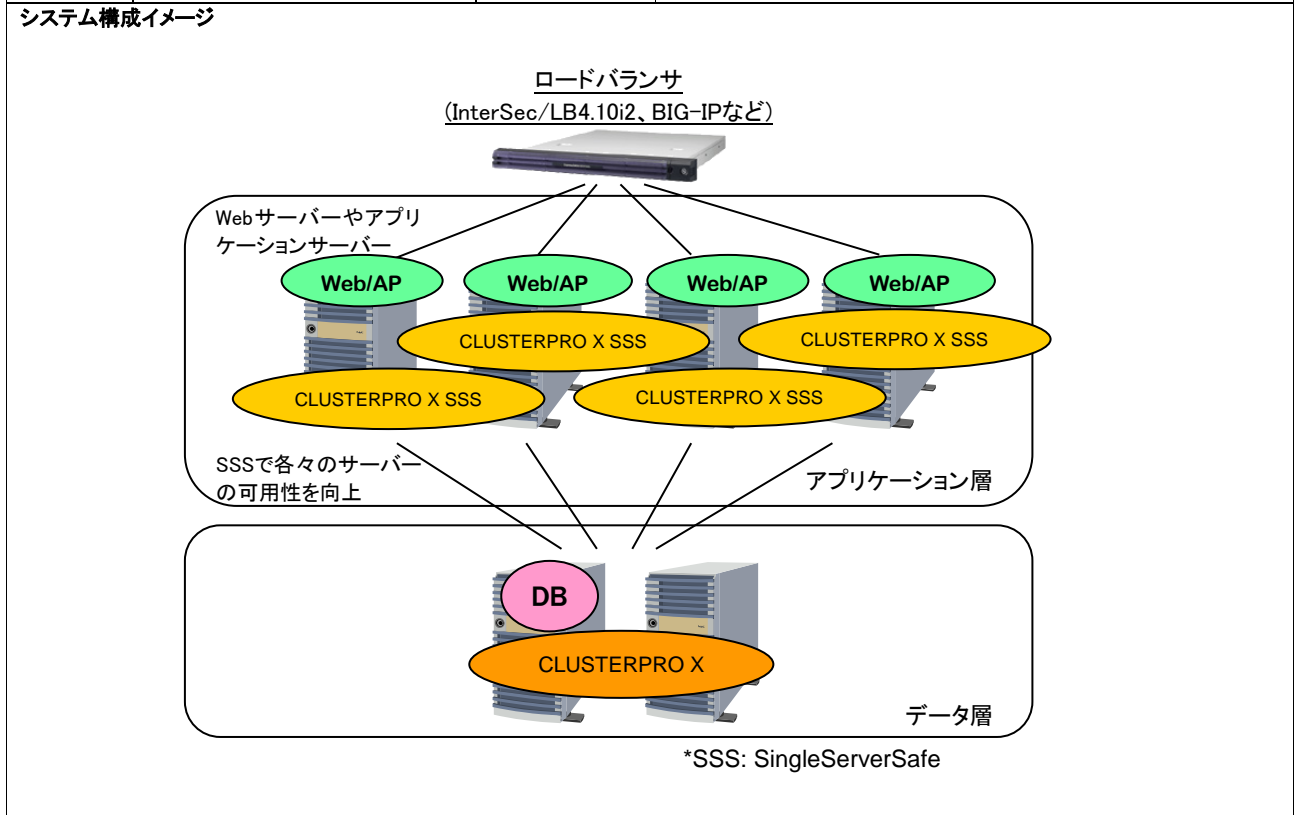 システム構成イメージ
ロードバランサ
(InterSec/LB4.10i2、BIG-IPなど)
Webサーバーやアプリ
ケーションサーバー
Web/AP
Web/AP
Web/AP
Web/AP
CLUSTERPRO X SSS
CLUSTERPRO X SSS
CLUSTERPRO X SSS
CLUSTERPRO X SSS
SSSで各々のサーバー
の可用性を向上
アプリケーション層
DB
CLUSTERPRO X
データ層
*SSS: SingleServerSafe